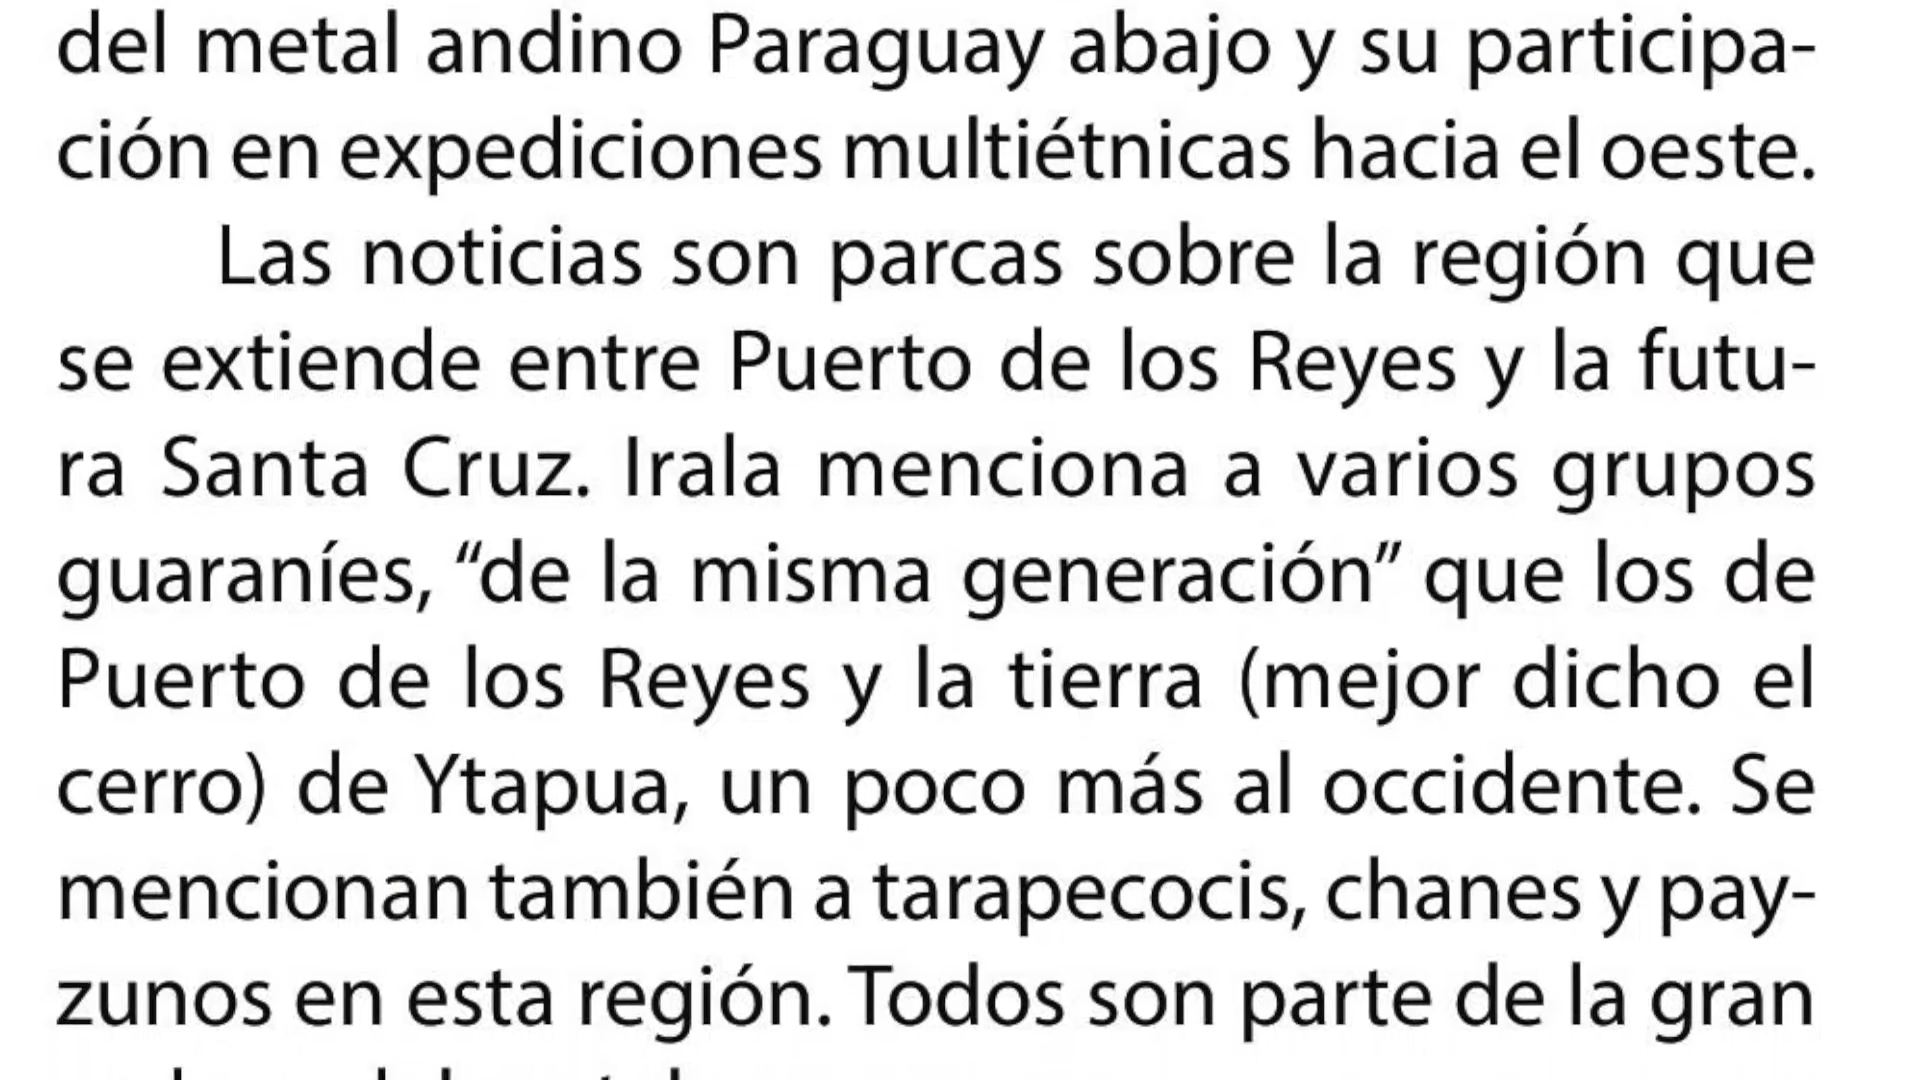 del metal andino Paraguay abajo y su participa-
ción en expediciones multiétnicas hacia el oeste.
Las noticias son parcas sobre la región que
se extiende entre Puerto de los Reyes y la futu-
ra Santa Cruz. Irala menciona a varios grupos
guaraníes, “de la misma generación” que los de
Puerto de los Reyes y la tierra (mejor dicho el
cerro) de Ytapua, un poco más al occidente. Se
mencionan también a tarapecocis, chanes y pay-
zunos en esta región. Todos son parte de la gran